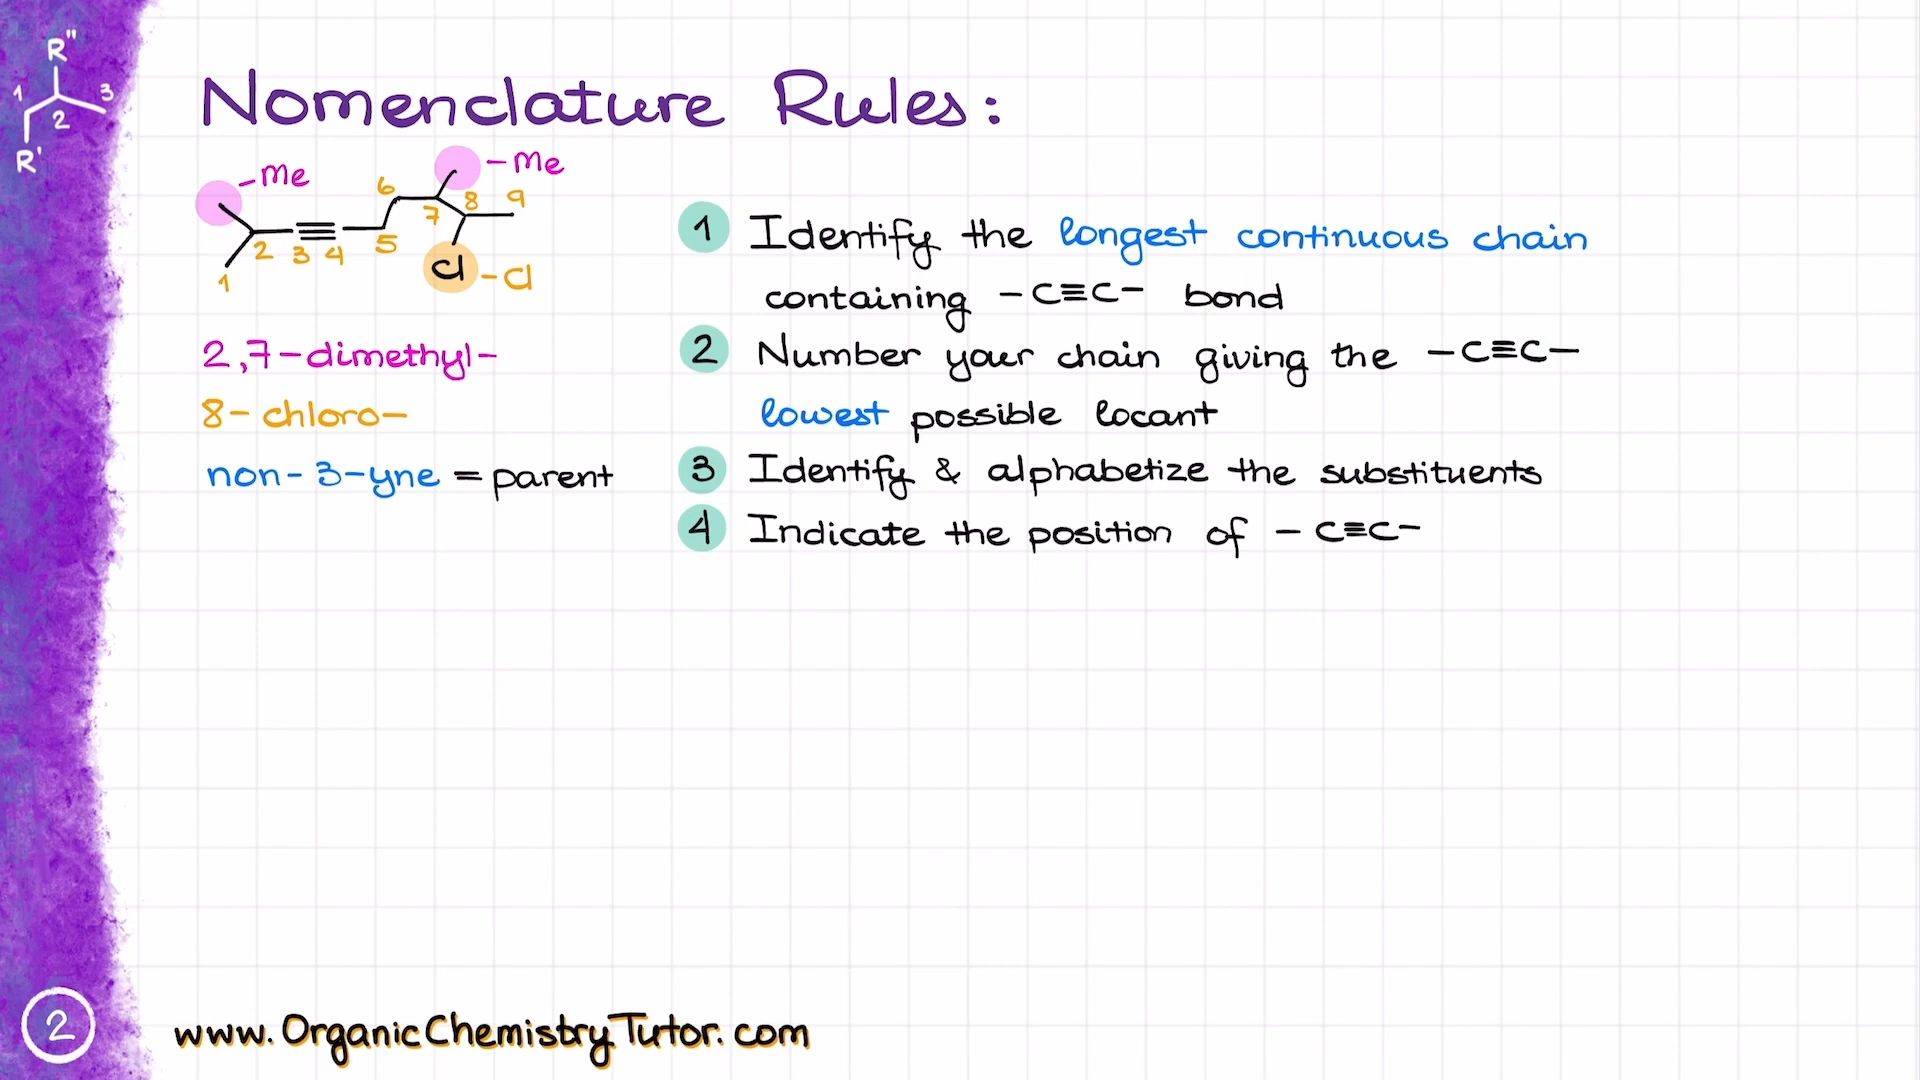 R"
1
3
2
R'
Nomenclature Rules:
-Me
-Me
6
8
9
7
2
3
4
5
1
Cl
-Cl
2,7-dimethyl-
8-chloro-
non-3-yne = parent
1 Identify the longest continuous chain
containing -C≡C- bond
2 Number your chain giving the -C≡C-
lowest possible locant
3 Identify & alphabetize the substituents
4 Indicate the position of -C≡C-
2
www.OrganicChemistryTutor.com